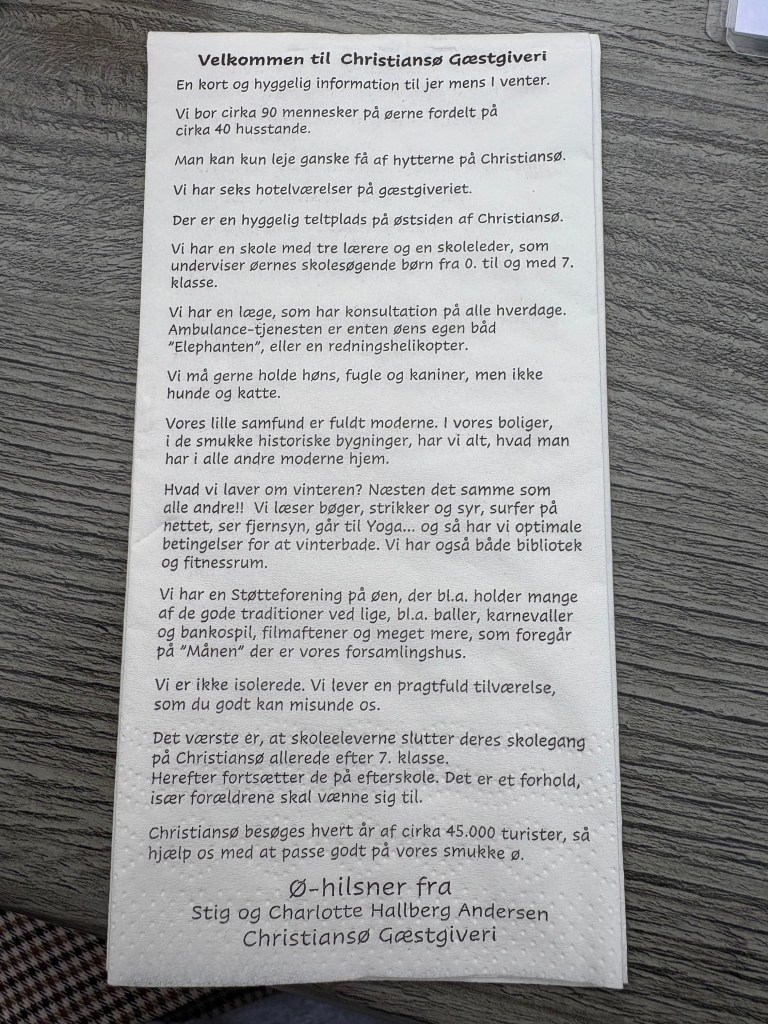 Velkommen til Christiansø Gæstgiveri
En kort og hyggelig information til jer mens I venter.
Vi bor cirka 90 mennesker på øerne fordelt på
cirka 40 husstande.
Man kan kun leje ganske få af hytterne på Christiansø.
Vi har seks hotelværelser på gæstgiveriet.
Der er en hyggelig teltplads på østsiden af Christiansø.
Vi har en skole med tre lærere og en skoleleder, som
underviser øernes skolesøgende børn fra 0. til og med 7.
klasse.
Vi har en læge, som har konsultation på alle hverdage.
Ambulance-tjenesten er enten øens egen båd
"Elephanten", eller en redningshelikopter.
Vi må gerne holde høns, fugle og kaniner, men ikke
hunde og katte.
Vores lille samfund er fuldt moderne. I vores boliger,
i de smukke historiske bygninger, har vi alt, hvad man
har i alle andre moderne hjem.
Hvad vi laver om vinteren? Næsten det samme som
alle andre!! Vi læser bøger, strikker og syr, surfer på
nettet, ser fjernsyn, går til Yoga... og så har vi optimale
betingelser for at vinterbade. Vi har også både bibliotek
og fitnessrum.
Vi har en Støtteforening på øen, der bl.a. holder mange
af de gode traditioner ved lige, bl.a. baller, karnevaller
og bankospil, filmaftener og meget mere, som foregår
på "Månen" der er vores forsamlingshus.
Vi er ikke isolerede. Vi lever en pragtfuld tilværelse,
som du godt kan misunde os.
Det værste er, at skoleeleverne slutter deres skolegang
på Christiansø allerede efter 7. klasse.
Herefter fortsætter de på efterskole. Det er et forhold,
især forældrene skal vænne sig til.
Christiansø besøges hvert år af cirka 45.000 turister, så
hjælp os med at passe godt på vores smukke ø.
Ø-hilsner fra
Stig og Charlotte Hallberg Andersen
Christiansø Gæstgiveri